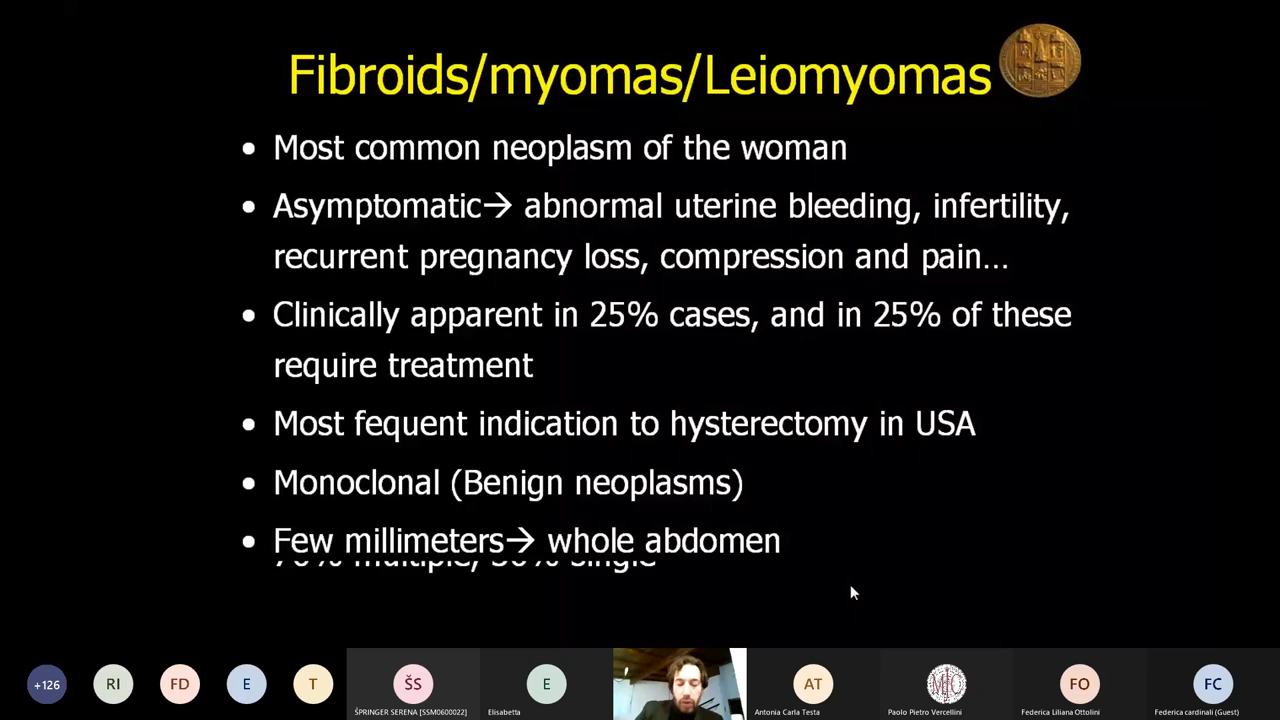 Fibroids/myomas/Leiomyomas
• Most common neoplasm of the woman
• Asymptomatic→ abnormal uterine bleeding, infertility,
recurrent pregnancy loss, compression and pain…
• Clinically apparent in 25% cases, and in 25% of these
require treatment
• Most fequent indication to hysterectomy in USA
• Monoclonal (Benign neoplasms)
• Few millimeters→ whole abdomen
multiple, single
+126 RI FD E T ŠS E AT FO FC
ŠPRINGER SERENA [SSM0600022] Elisabetta Antonia Carla Testa Paolo Pietro Vercellini Federica Liliana Ottolini Federica cardinali (Guest)